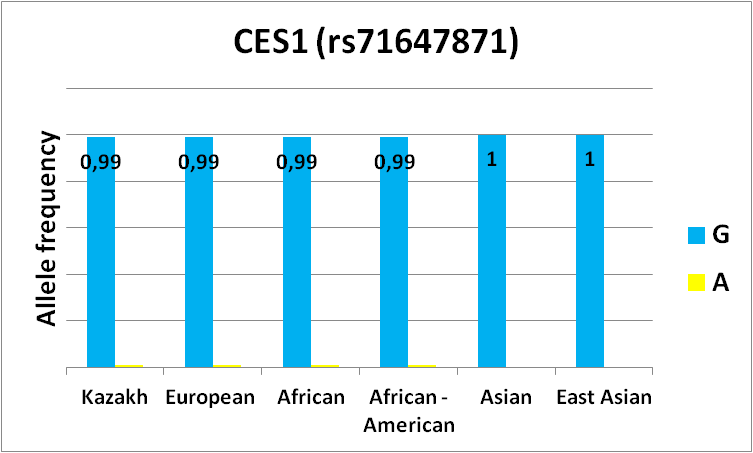 CES1 (rs71647871)
Allele frequency
0,99 0,99 0,99 0,99 1 1
G
A
Kazakh European African African - Asian East Asian
American